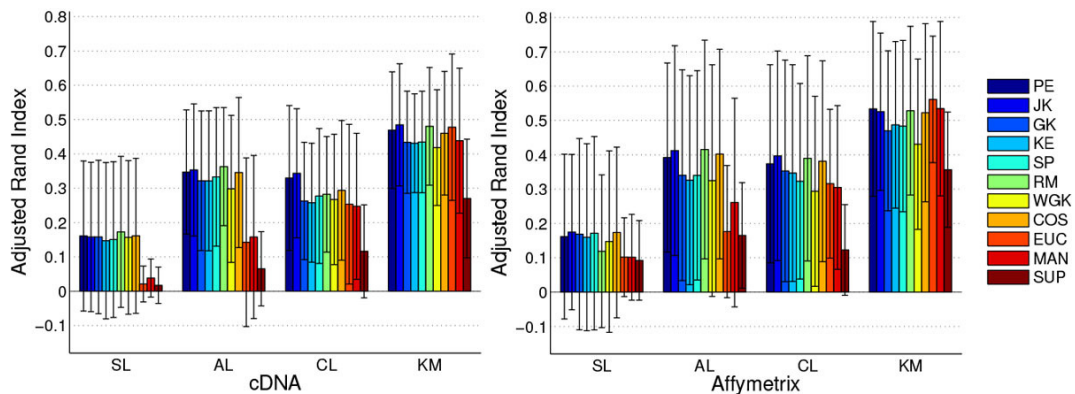 Adjusted Rand Index
0.8
0.7
0.6
0.5
0.4
0.3
0.2
0.1
0
−0.1
SL AL CL KM
cDNA
Adjusted Rand Index
0.8
0.7
0.6
0.5
0.4
0.3
0.2
0.1
0
−0.1
SL AL CL KM
Affymetrix
PE
JK
GK
KE
SP
RM
WGK
COS
EUC
MAN
SUP